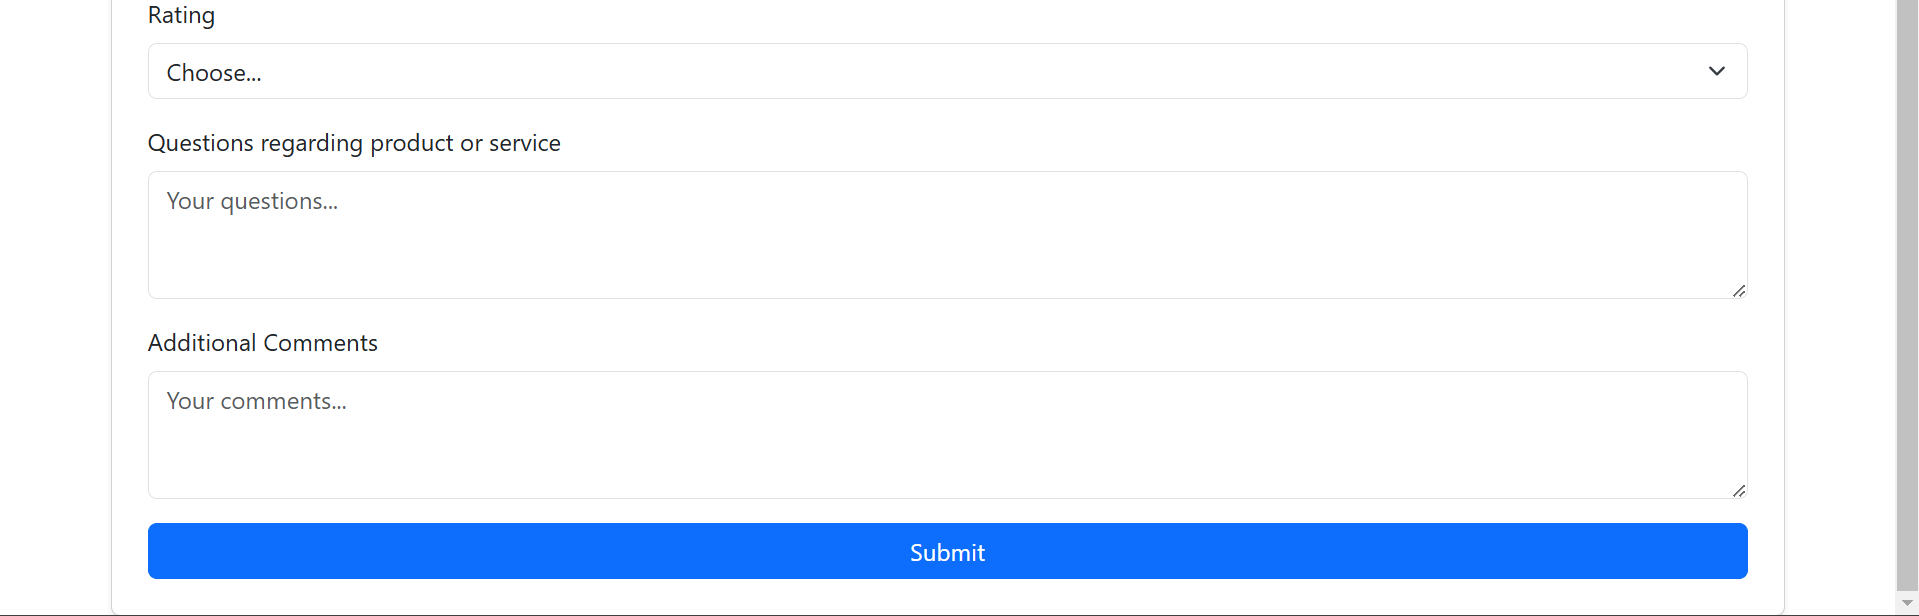 Rating
Choose...
Questions regarding product or service
Your questions...
Additional Comments
Your comments...
Submit